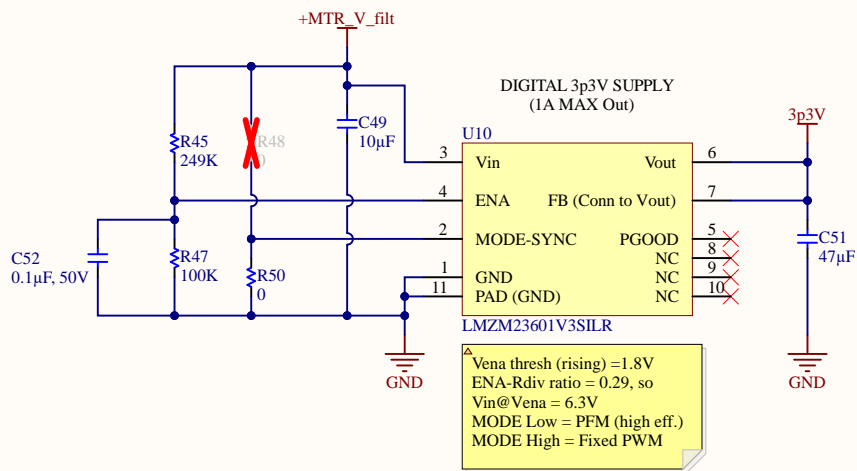 +MTR_V_filt
DIGITAL 3p3V SUPPLY
(1A MAX Out)
3p3V
U10
R45
249K
R48
0
C49
10µF
3
Vin
Vout
6
4
ENA
FB (Conn to Vout)
7
2
MODE-SYNC
PGOOD
5
NC
8
1
GND
NC
9
11
PAD (GND)
NC
10
C52
0.1µF, 50V
R47
100K
R50
0
C51
47µF
LMZM23601V3SILR
GND
GND
Vena thresh (rising) =1.8V
ENA-Rdiv ratio = 0.29, so
Vin@Vena = 6.3V
MODE Low = PFM (high eff.)
MODE High = Fixed PWM